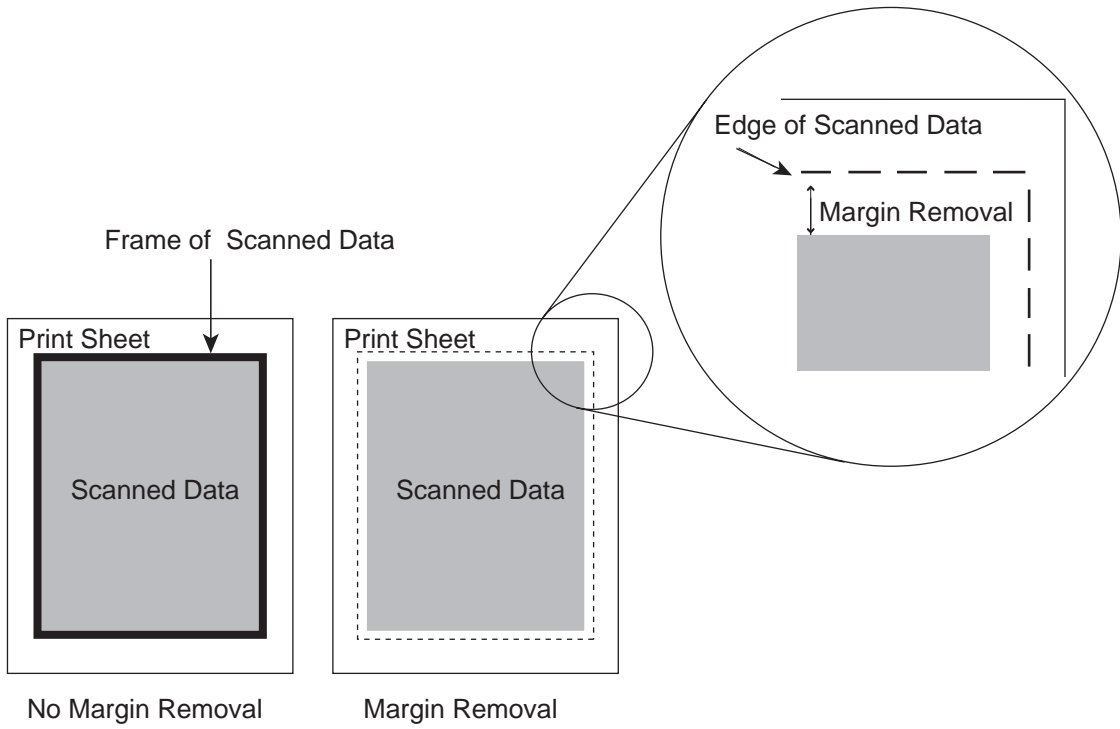 Edge of Scanned Data
Margin Removal
Frame of Scanned Data
Print Sheet
Print Sheet
Scanned Data
Scanned Data
No Margin Removal
Margin Removal